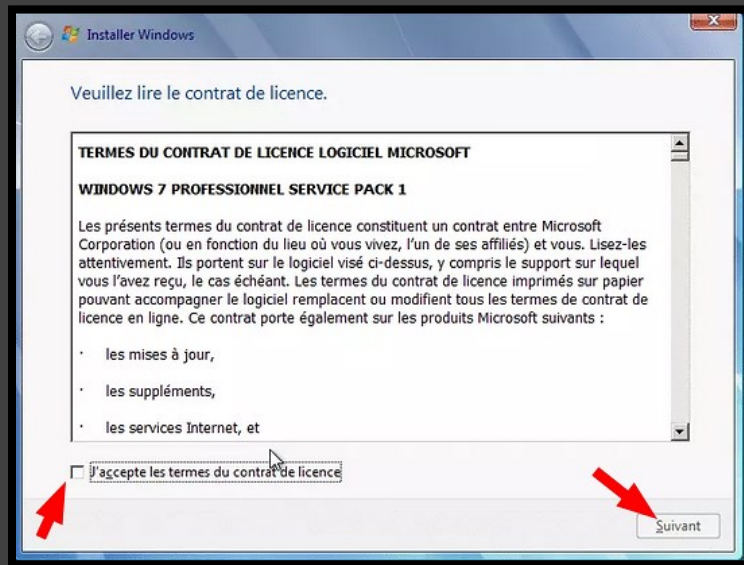 Installer Windows
Veuillez lire le contrat de licence.
TERMES DU CONTRAT DE LICENCE LOGICIEL MICROSOFT
WINDOWS 7 PROFESSIONNEL SERVICE PACK 1
Les présents termes du contrat de licence constituent un contrat entre Microsoft
Corporation (ou en fonction du lieu où vous vivez, l'un de ses affiliés) et vous. Lisez-les
attentivement. Ils portent sur le logiciel visé ci-dessus, y compris le support sur lequel
vous l'avez reçu, le cas échéant. Les termes du contrat de licence imprimés sur papier
pouvant accompagner le logiciel remplacent ou modifient tous les termes de contrat de
licence en ligne. Ce contrat porte également sur les produits Microsoft suivants :
· les mises à jour,
· les suppléments,
· les services Internet, et
J'accepte les termes du contrat de licence
Suivant